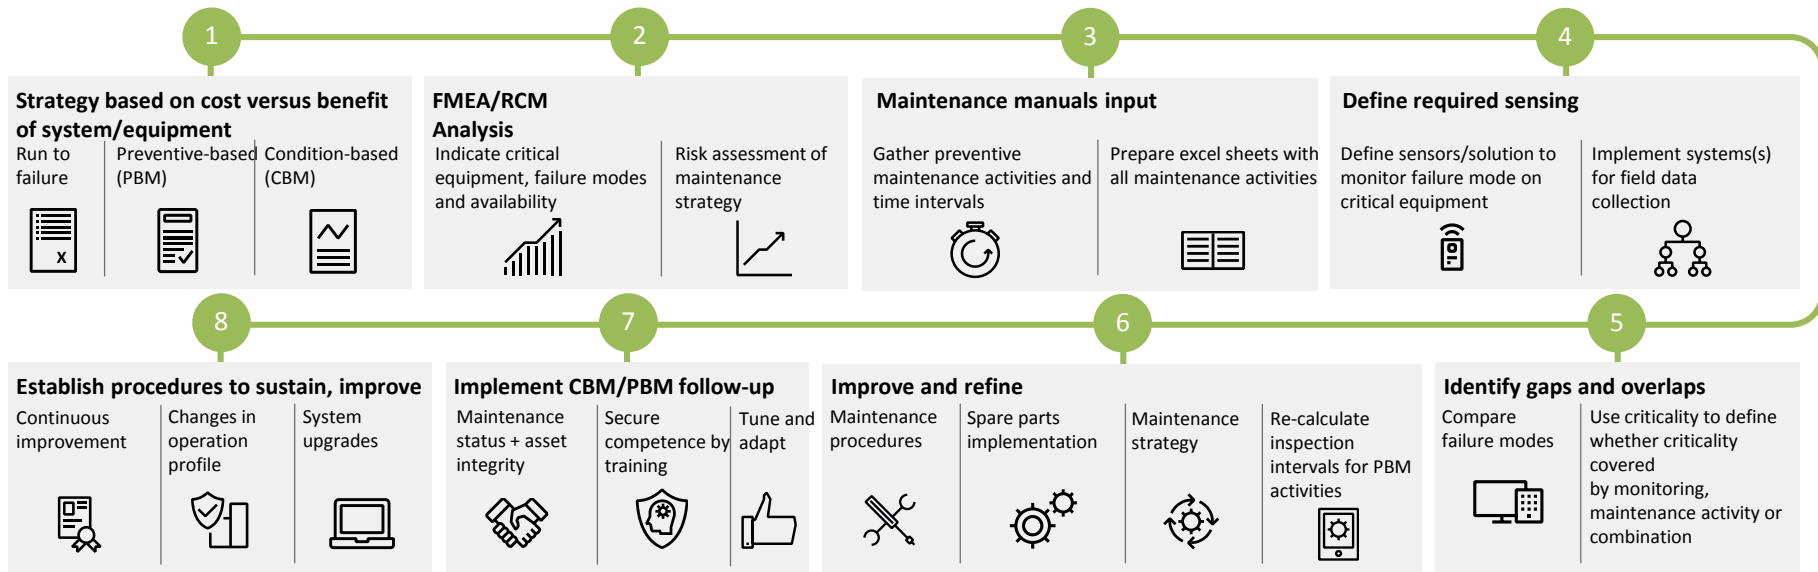 1
Strategy based on cost versus benefit
of system/equipment
Run to
failure
x
Preventive-based
(PBM)
Condition-based
(CBM)
2
FMEA/RCM
Analysis
Indicate critical
equipment, failure modes
and availability
Risk assessment of
maintenance
strategy
3
Maintenance manuals input
Gather preventive
maintenance activities and
time intervals
Prepare excel sheets with
all maintenance activities
4
Define required sensing
Define sensors/solution to
monitor failure mode on
critical equipment
Implement systems(s)
for field data
collection
5
Identify gaps and overlaps
Compare
failure modes
Use criticality to define
whether criticality
covered
by monitoring,
maintenance activity or
combination
6
Improve and refine
Maintenance
procedures
Spare parts
implementation
Maintenance
strategy
Re-calculate
inspection
intervals for PBM
activities
7
Implement CBM/PBM follow-up
Maintenance
status + asset
integrity
Secure
competence by
training
Tune and
adapt
8
Establish procedures to sustain, improve
Continuous
improvement
Changes in
operation
profile
System
upgrades